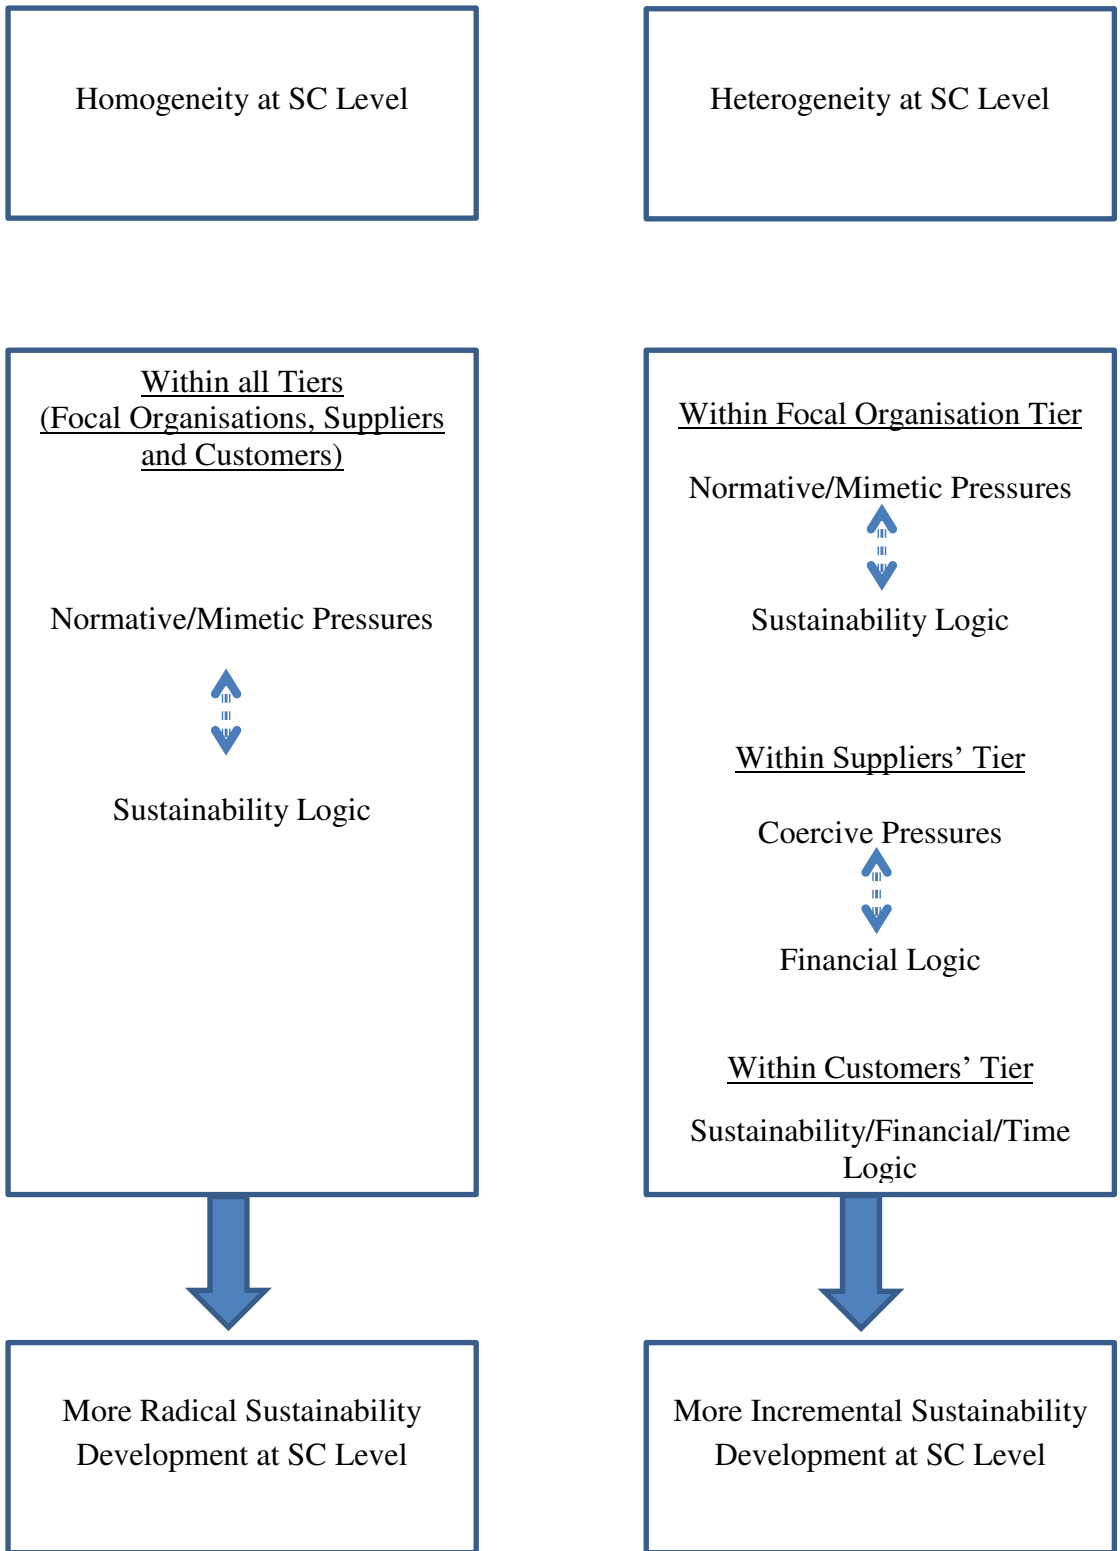 Homogeneity at SC Level
Heterogeneity at SC Level
Within all Tiers
(Focal Organisations, Suppliers
and Customers)
Normative/Mimetic Pressures
Sustainability Logic
Within Focal Organisation Tier
Normative/Mimetic Pressures
Sustainability Logic
Within Suppliers’ Tier
Coercive Pressures
Financial Logic
Within Customers’ Tier
Sustainability/Financial/Time
Logic
More Radical Sustainability
Development at SC Level
More Incremental Sustainability
Development at SC Level